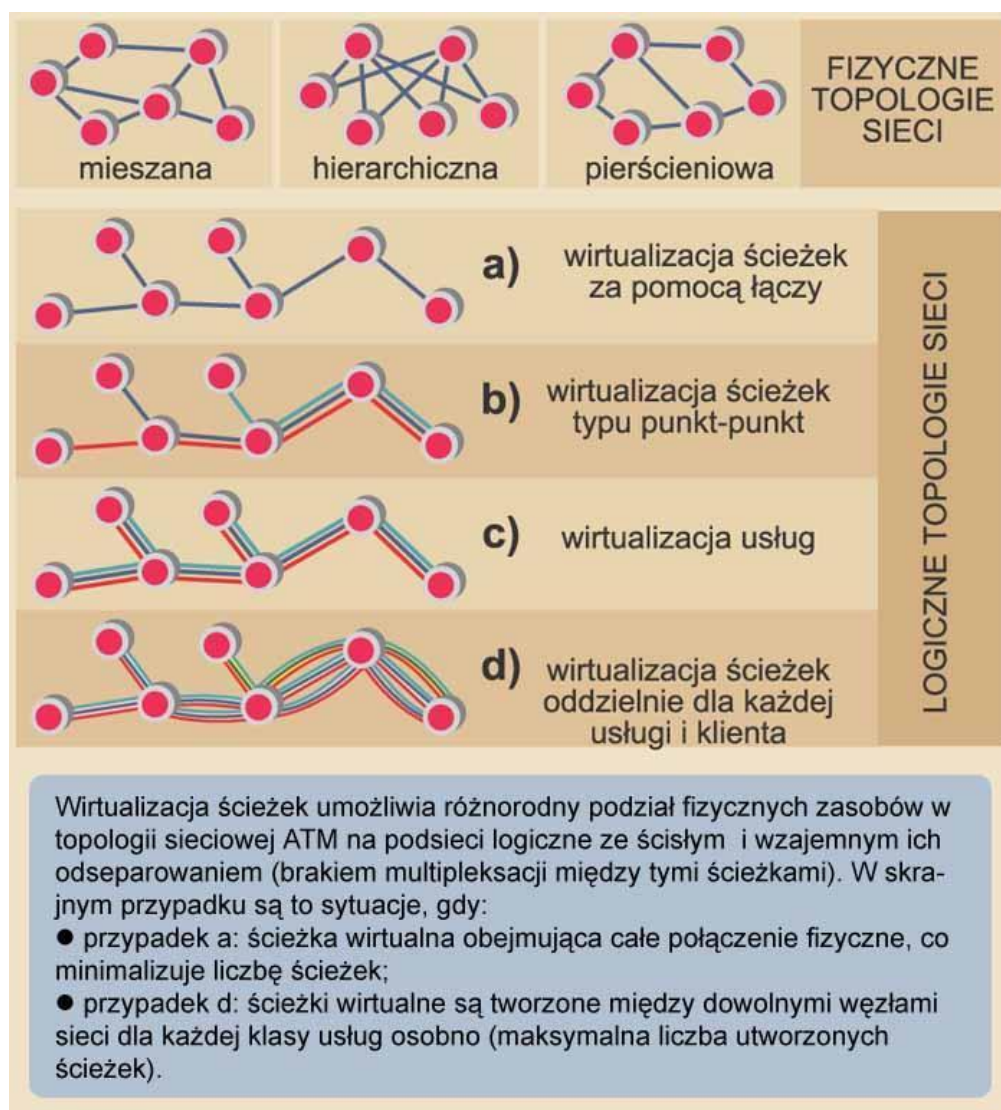 mieszana
hierarchiczna
pierścieniowa
FIZYCZNE
TOPOLOGIE
SIECI
a)
wirtualizacja ścieżek
za pomocą łączy
b)
wirtualizacja ścieżek
typu punkt-punkt
c)
wirtualizacja usług
d)
wirtualizacja ścieżek
oddzielnie dla każdej
usługi i klienta
LOGICZNE TOPOLOGIE SIECI
Wirtualizacja ścieżek umożliwia różnorodny podział fizycznych zasobów w
topologii sieciowej ATM na podsieci logiczne ze ścisłym i wzajemnym ich
odseparowaniem (brakiem multipleksacji między tymi ścieżkami). W skra-
jnym przypadku są to sytuacje, gdy:
● przypadek a: ścieżka wirtualna obejmująca całe połączenie fizyczne, co
minimalizuje liczbę ścieżek;
● przypadek d: ścieżki wirtualne są tworzone między dowolnymi węzłami
sieci dla każdej klasy usług osobno (maksymalna liczba utworzonych
ścieżek).